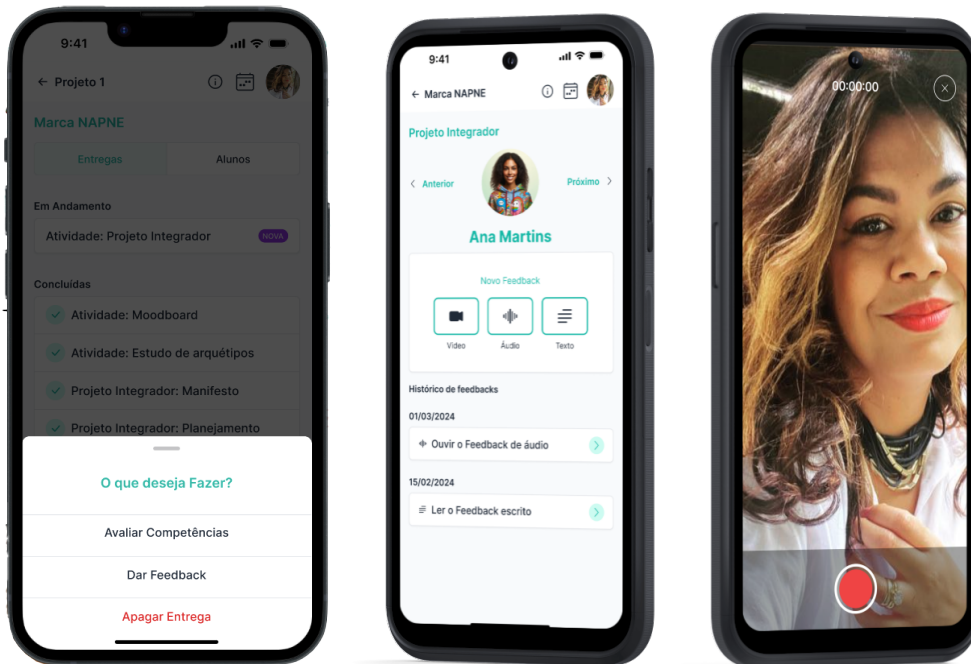 9:41
← Projeto 1
Marca NAPNE
Entregas Alunos
Em Andamento
Atividade: Projeto Integrador NOVA
Concluídas
Atividade: Moodboard
Atividade: Estudo de arquétipos
Projeto Integrador: Manifesto
Projeto Integrador: Planejamento
O que deseja Fazer?
Avaliar Competências
Dar Feedback
Apagar Entrega
9:41
← Marca NAPNE
Projeto Integrador
< Anterior Próximo >
Ana Martins
Novo Feedback
Vídeo Áudio Texto
Histórico de feedbacks
01/03/2024
Ouvir o Feedback de áudio
15/02/2024
Ler o Feedback escrito
00:00:00